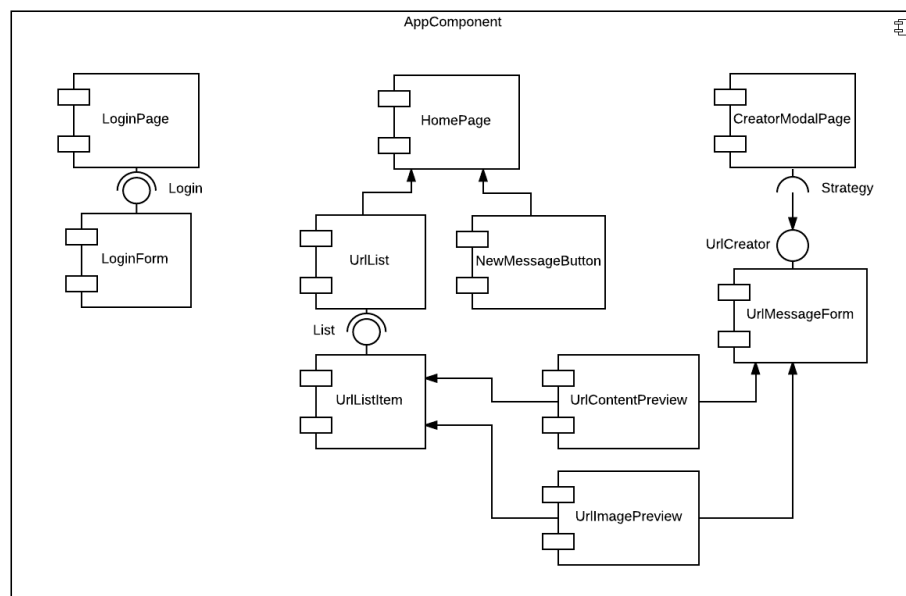 AppComponent
LoginPage
HomePage
CreatorModalPage
Login
Strategy
LoginForm
UrlList
NewMessageButton
UrlCreator
UrlMessageForm
List
UrlListItem
UrlContentPreview
UrlImagePreview